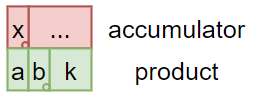 x ... accumulator
a b k product